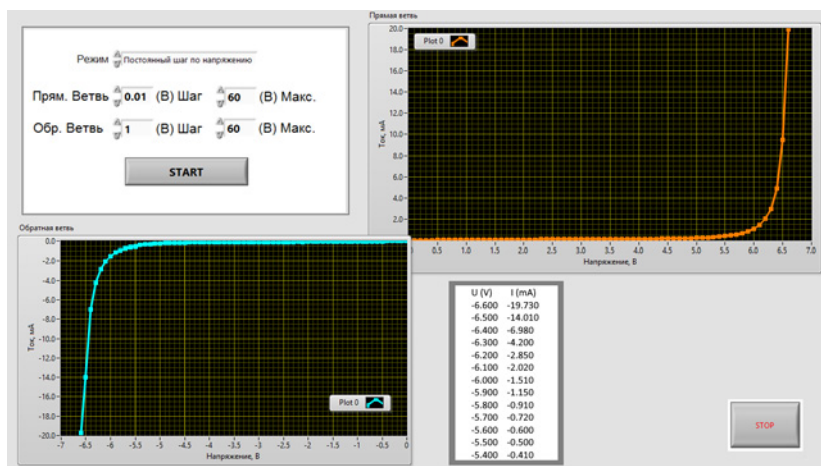 Режим Постоянный шаг по напряжению
Прям. Ветвь 0.01 (В) Шаг 60 (В) Макс.
Обр. Ветвь 1 (В) Шаг 60 (В) Макс.
START
Прямая ветвь
Plot 0
20.0
18.0
16.0
14.0
12.0
10.0
8.0
6.0
4.0
2.0
Ток, мА
0.5 1.0 1.5 2.0 2.5 3.0 3.5 4.0 4.5 5.0 5.5 6.0 6.5 7.0
Напряжение, В
Обратная ветвь
0.0
-2.0
-4.0
-6.0
-8.0
-10.0
-12.0
-14.0
-16.0
-18.0
-20.0
Ток, мА
Plot 0
-7 -6.5 -6 -5.5 -5 -4.5 -4 -3.5 -3 -2.5 -2 -1.5 -1 -0.5 0
Напряжение, В
U (V) I (mA)
-6.600 -19.730
-6.500 -14.010
-6.400 -6.980
-6.300 -4.200
-6.200 -2.850
-6.100 -2.020
-6.000 -1.510
-5.900 -1.150
-5.800 -0.910
-5.700 -0.720
-5.600 -0.600
-5.500 -0.500
-5.400 -0.410
STOP